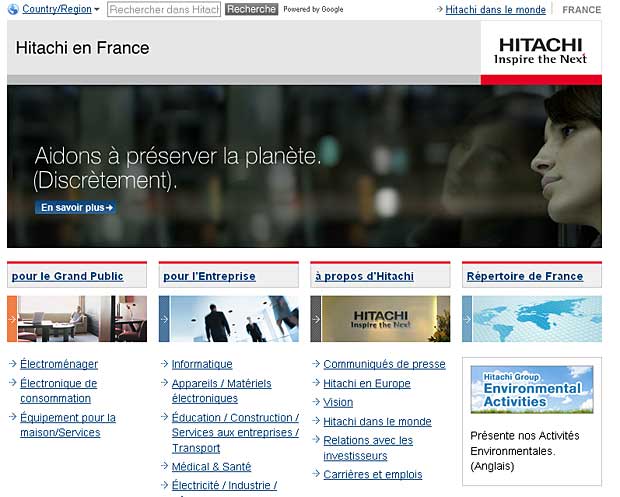 Country/Region
Rechercher dans Hitach
Recherche
Powered by Google
Hitachi dans le monde
FRANCE
Hitachi en France
HITACHI
Inspire the Next
Aidons à préserver la planète.
(Discrètement).
En savoir plus
pour le Grand Public
Électroménager
Électronique de
consommation
Équipement pour la
maison/Services
pour l'Entreprise
Informatique
Appareils / Matériels
électroniques
Éducation / Construction /
Services aux entreprises /
Transport
Médical & Santé
Électricité / Industrie /
à propos d'Hitachi
HITACHI
Inspire the Next
Communiqués de presse
Hitachi en Europe
Vision
Hitachi dans le monde
Relations avec les
investisseurs
Carrières et emplois
Répertoire de France
Hitachi Group
Environmental
Activities
Présente nos Activités
Environmentales.
(Anglais)